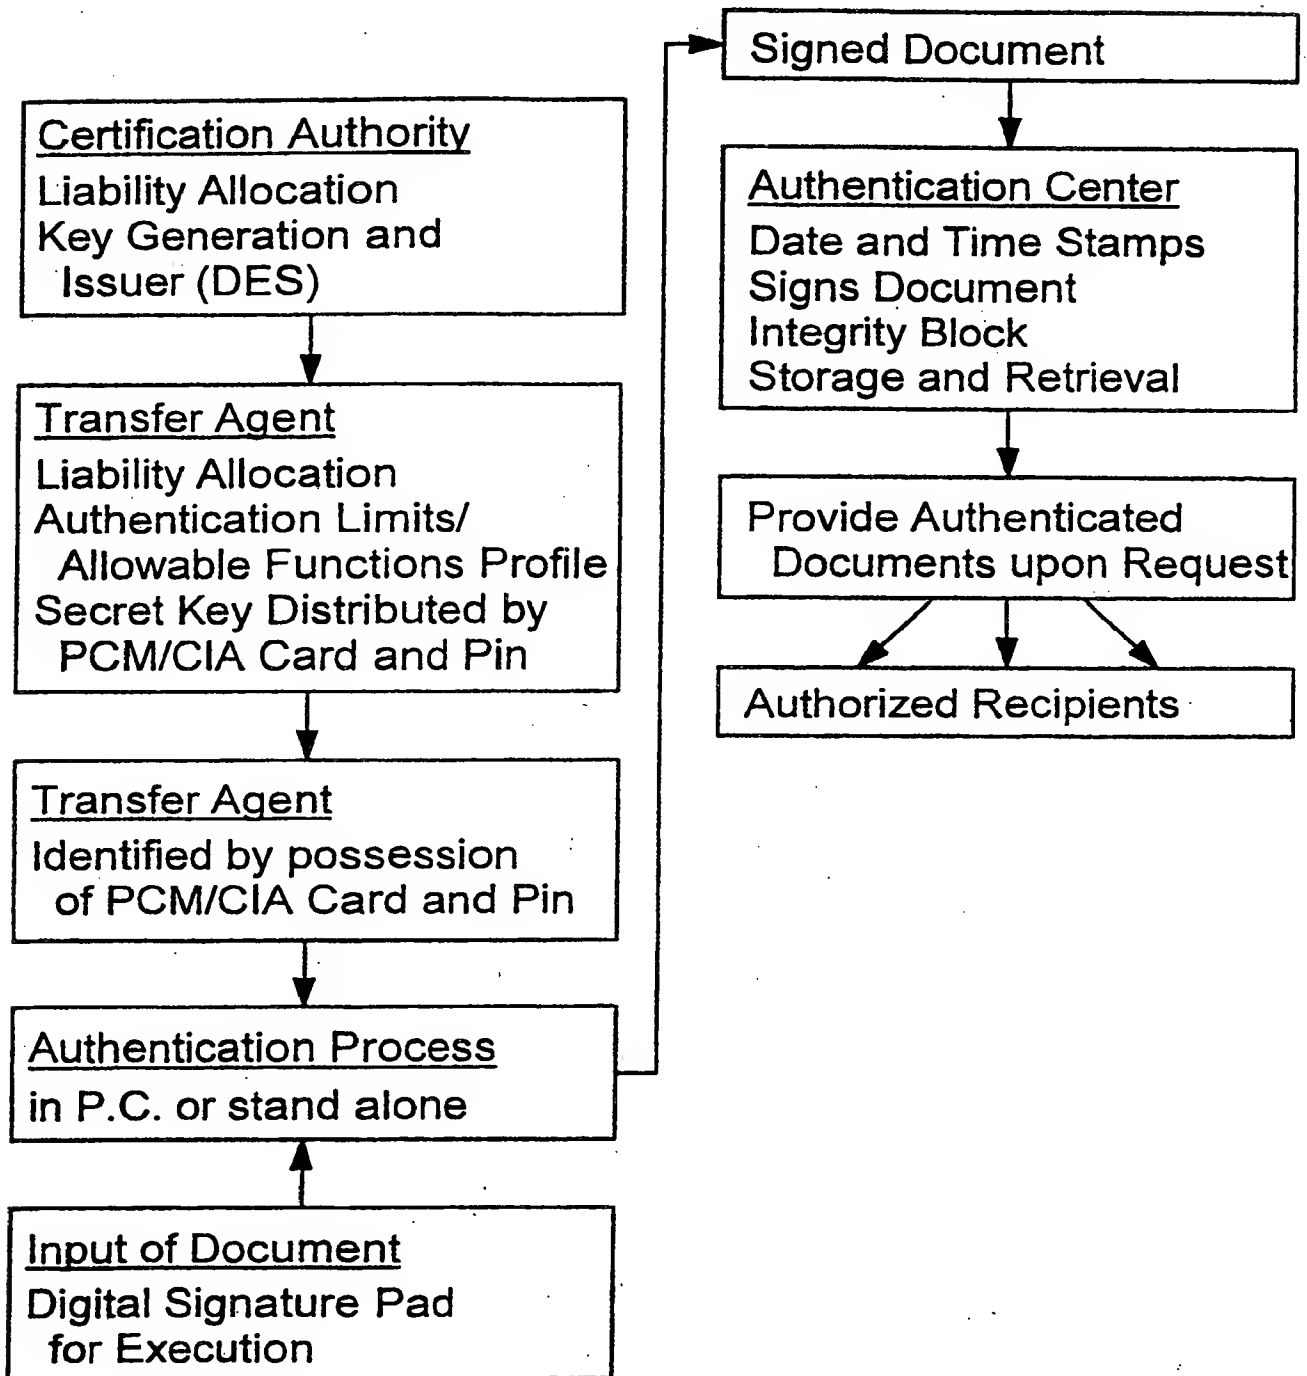 Certification Authority
Liability Allocation
Key Generation and
Issuer (DES)
Transfer Agent
Liability Allocation
Authentication Limits/
Allowable Functions Profile
Secret Key Distributed by
PCM/CIA Card and Pin
Transfer Agent
Identified by possession
of PCM/CIA Card and Pin
Authentication Process
in P.C. or stand alone
Input of Document
Digital Signature Pad
for Execution
Signed Document
Authentication Center
Date and Time Stamps
Signs Document
Integrity Block
Storage and Retrieval
Provide Authenticated
Documents upon Request
Authorized Recipients